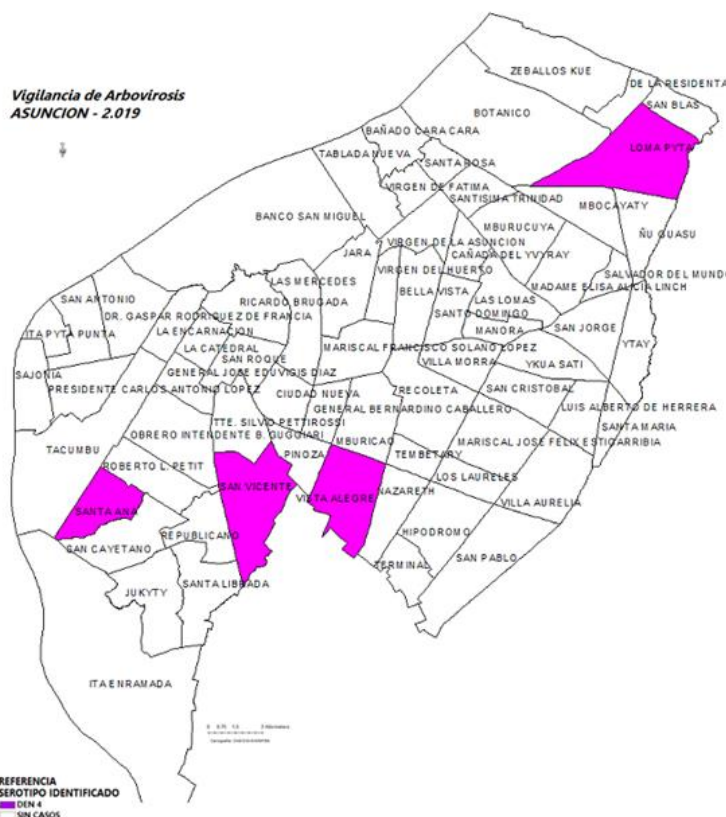 Vigilancia de Arbovirosis
ASUNCION - 2.019
ZEBALLOS KUE
DE LA RESIDENTA
SAN BLAS
BOTANICO
BAÑADO CARA CARA
LOMA PYTA
TABLADA NUEVA
SANTA ROSA
VIRGEN DE FATIMA
SANTISIMA TRINIDAD
MBOCAYATY
BANCO SAN MIGUEL
MBURUCUYA
ÑU GUASU
VIRGEN DE LA ASUNCION
JARA
CAÑADA DEL YVYRAY
VIRGEN DEL HUERTO
SALVADOR DEL MUNDO
LAS MERCEDES
MADAME ELISA ALICIA LINCH
BELLA VISTA
SAN ANTONIO
RICARDO BRUGADA
LAS LOMAS
DR. GASPAR RODRIGUEZ DE FRANCIA
SANTO DOMINGO
ITA PYTA PUNTA
LA ENCARNACION
MANORA
SAN JORGE
YTAY
LA CATEDRAL
MARISCAL FRANCISCO SOLANO LOPEZ
SAN ROQUE
VILLA MORRA
YKUA SATI
SAJONIA
GENERAL JOSE EDUVIGIS DIAZ
PRESIDENTE CARLOS ANTONIO LOPEZ
CIUDAD NUEVA
RECOLETA
SAN CRISTOBAL
GENERAL BERNARDINO CABALLERO
LUIS ALBERTO DE HERRERA
TTE. SILVIO PETTIROSSI
SANTA MARIA
OBRERO INTENDENTE B. GUGGIARI
MBURICAO
MARISCAL JOSE FELIX ESTIGARRIBIA
TACUMBU
PINOZA
TEMBETARY
ROBERTO L. PETIT
LOS LAURELES
SAN VICENTE
VISTA ALEGRE
NAZARETH
VILLA AURELIA
SANTA ANA
REPUBLICANO
HIPODROMO
SAN CAYETANO
SAN PABLO
TERMINAL
SANTA LIBRADA
JUKYTY
ITA ENRAMADA
REFERENCIA
SEROTIPO IDENTIFICADO
DEN 4
SIN CASOS